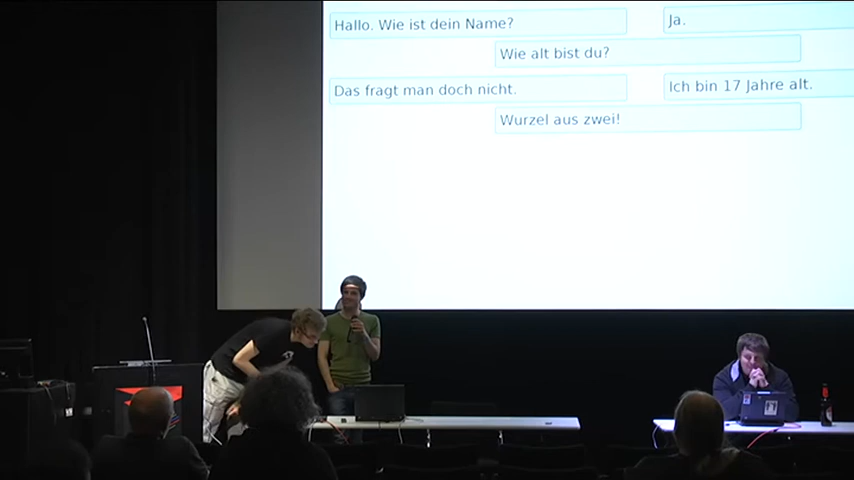 Hallo. Wie ist dein Name?
Ja.
Wie alt bist du?
Das fragt man doch nicht.
Ich bin 17 Jahre alt.
Wurzel aus zwei!